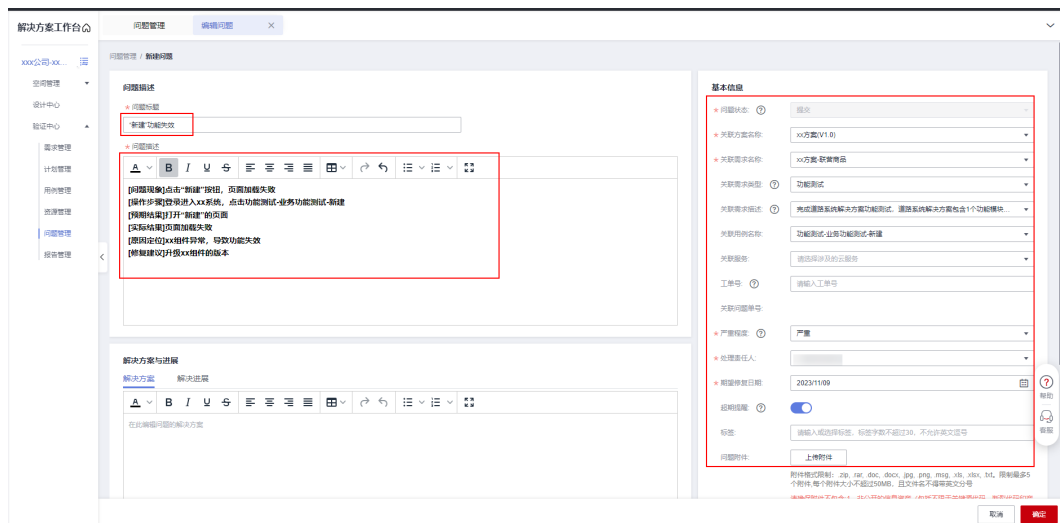 解决方案工作台
问题管理
编辑问题
xxx公司-xx...
空间管理
设计中心
验证中心
需求管理
计划管理
用例管理
资源管理
问题管理
报告管理
问题管理 / 新建问题
问题描述
* 问题标题
“新建”功能失效
* 问题描述
[问题现象]点击“新建”按钮，页面加载失败
[操作步骤]登录进入xx系统，点击功能测试-业务功能测试-新建
[预期结果]打开“新建”的页面
[实际结果]页面加载失败
[原因定位]xx组件异常，导致功能失效
[修复建议]升级xx组件的版本
解决方案与进展
解决方案 解决进展
在此编辑问题的解决方案
基本信息
* 问题状态: 提交
* 关联方案名称: xx方案(V1.0)
* 关联需求名称: xx方案-联营商品
关联需求类型: 功能测试
关联需求描述: 完成道路系统解决方案功能测试，道路系统解决方案包含1个功能模块...
关联用例名称: 功能测试-业务功能测试-新建
关联服务: 请选择涉及的云服务
工单号: 请输入工单号
关联问题单号:
* 严重程度: 严重
* 处理责任人:
* 期望修复日期: 2023/11/09
超期提醒:
标签: 请输入或选择标签，标签字数不超过30，不允许英文逗号
问题附件: 上传附件
附件格式限制: .zip, .rar, .doc, .docx, .jpg, .png, .msg, .xls, .xlsx, .txt，限制最多5
个附件,每个附件大小不超过50MB，且文件名不得带英文分号
帮助
客服
取消
确定